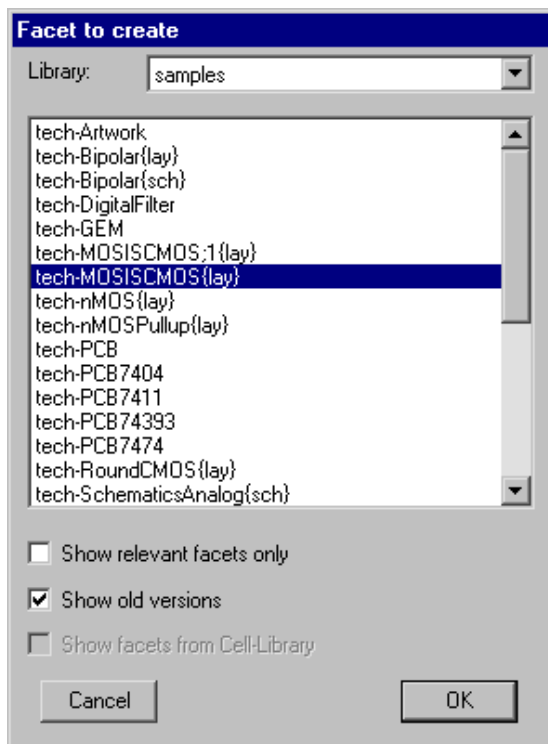 Facet to create
Library: samples
tech-Artwork
tech-Bipolar{lay}
tech-Bipolar{sch}
tech-DigitalFilter
tech-GEM
tech-MOSISCMOS;1{lay}
tech-MOSISCMOS{lay}
tech-nMOS{lay}
tech-nMOSPullup{lay}
tech-PCB
tech-PCB7404
tech-PCB7411
tech-PCB74393
tech-PCB7474
tech-RoundCMOS{lay}
tech-SchematicsAnalog{sch}
Show relevant facets only
Show old versions
Show facets from Cell-Library
Cancel OK